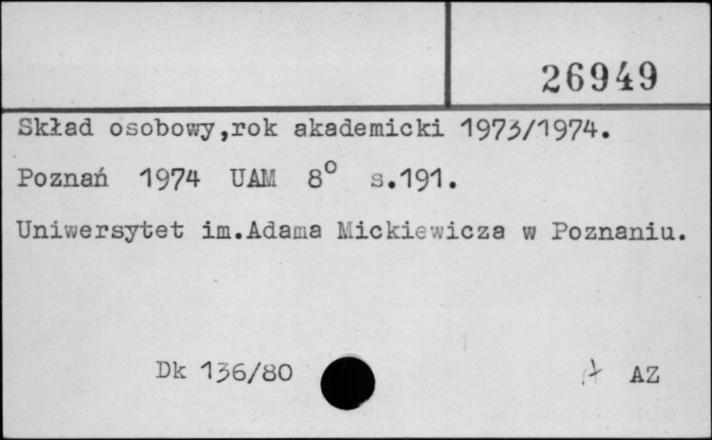 26949
Skład osobowy,rok akademicki 1973/1974.
Poznań 1974 UAM 8° s.191.
Uniwersytet im.Adama Mickiewicza w Poznaniu.
Dk 136/80 AZ